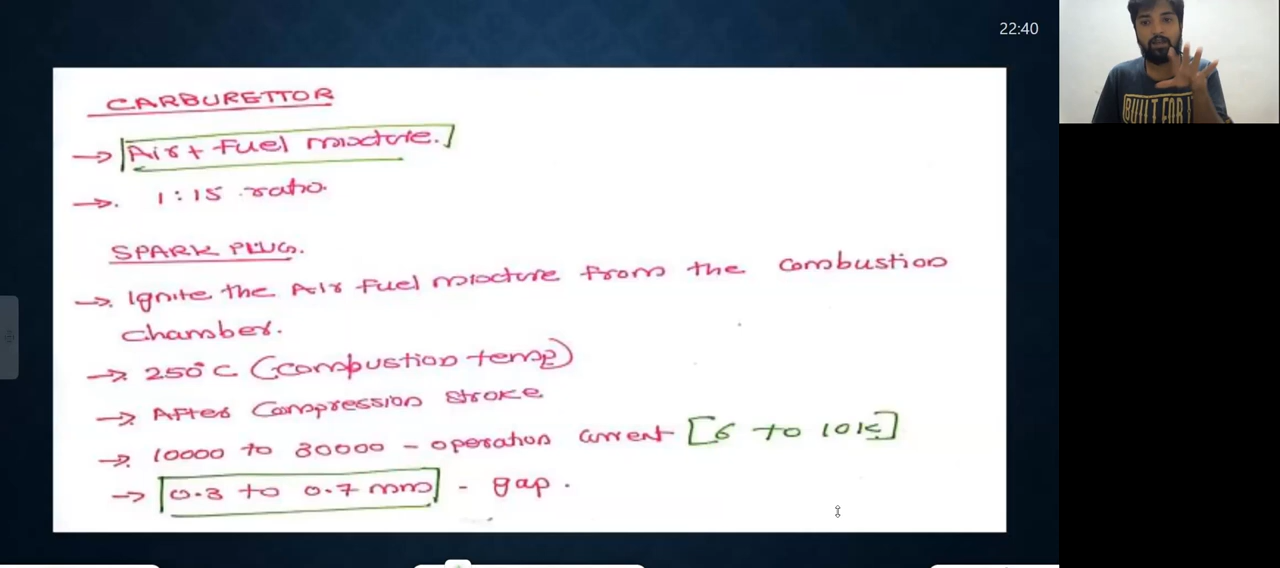 22:40
CARBURETTOR
→ Air + Fuel mixture.
→ 1:15 ratio.
SPARK PLUG.
→ Ignite the Air fuel mixture from the combustion
chamber.
→ 250°C (combustion temp)
→ After Compression stroke
→ 10000 to 30000 - operation current [6 to 10K]
→ 0.3 to 0.7 mm - gap.
BUILT FOR